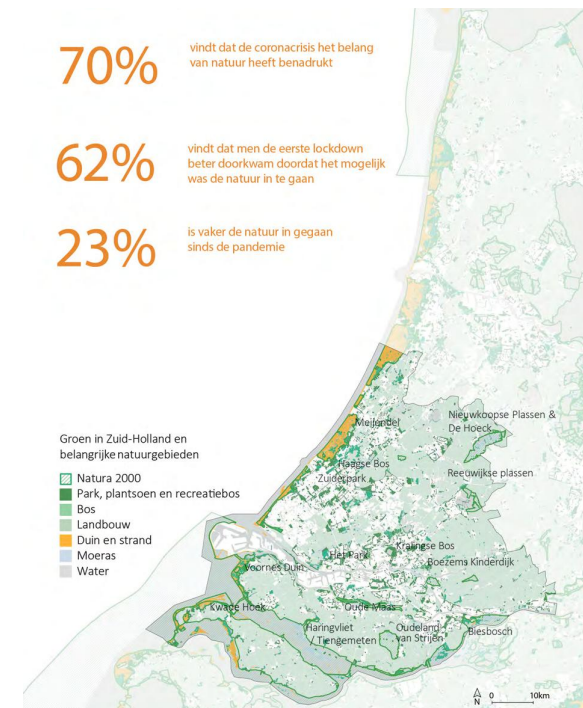 70%
vindt dat de coronacrisis het belang
van natuur heeft benadrukt
62%
vindt dat men de eerste lockdown
beter doorkwam doordat het mogelijk
was de natuur in te gaan
23%
is vaker de natuur in gegaan
sinds de pandemie
Groen in Zuid-Holland en
belangrijke natuurgebieden
Natura 2000
Park, plantsoen en recreatiebos
Bos
Landbouw
Duin en strand
Moeras
Water
Meijendel
Nieuwkoopse Plassen &
De Hoeck
Haagse Bos
Zuiderpark
Reeuwijkse plassen
Kralingse Bos
Het Park
Boezems Kinderdijk
Voornes Duin
Kwade Hoek
Oude Maas
Haringvliet
/ Tiengemeten
Oudeland
van Strijen
Biesbosch
N
0 10km